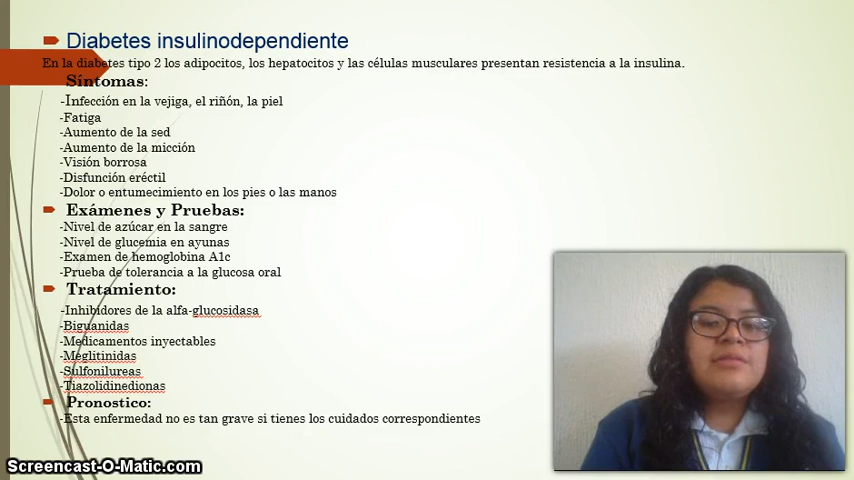 Diabetes insulinodependiente
En la diabetes tipo 2 los adipocitos, los hepatocitos y las células musculares presentan resistencia a la insulina.
Síntomas:
-Infección en la vejiga, el riñón, la piel
-Fatiga
-Aumento de la sed
-Aumento de la micción
-Visión borrosa
-Disfunción eréctil
-Dolor o entumecimiento en los pies o las manos
Exámenes y Pruebas:
-Nivel de azúcar en la sangre
-Nivel de glucemia en ayunas
-Examen de hemoglobina A1c
-Prueba de tolerancia a la glucosa oral
Tratamiento:
-Inhibidores de la alfa-glucosidasa
-Biguanidas
-Medicamentos inyectables
-Meglitinidas
-Sulfonilureas
-Tiazolidinedionas
Pronostico:
-Esta enfermedad no es tan grave si tienes los cuidados correspondientes
Screencast-O-Matic.com